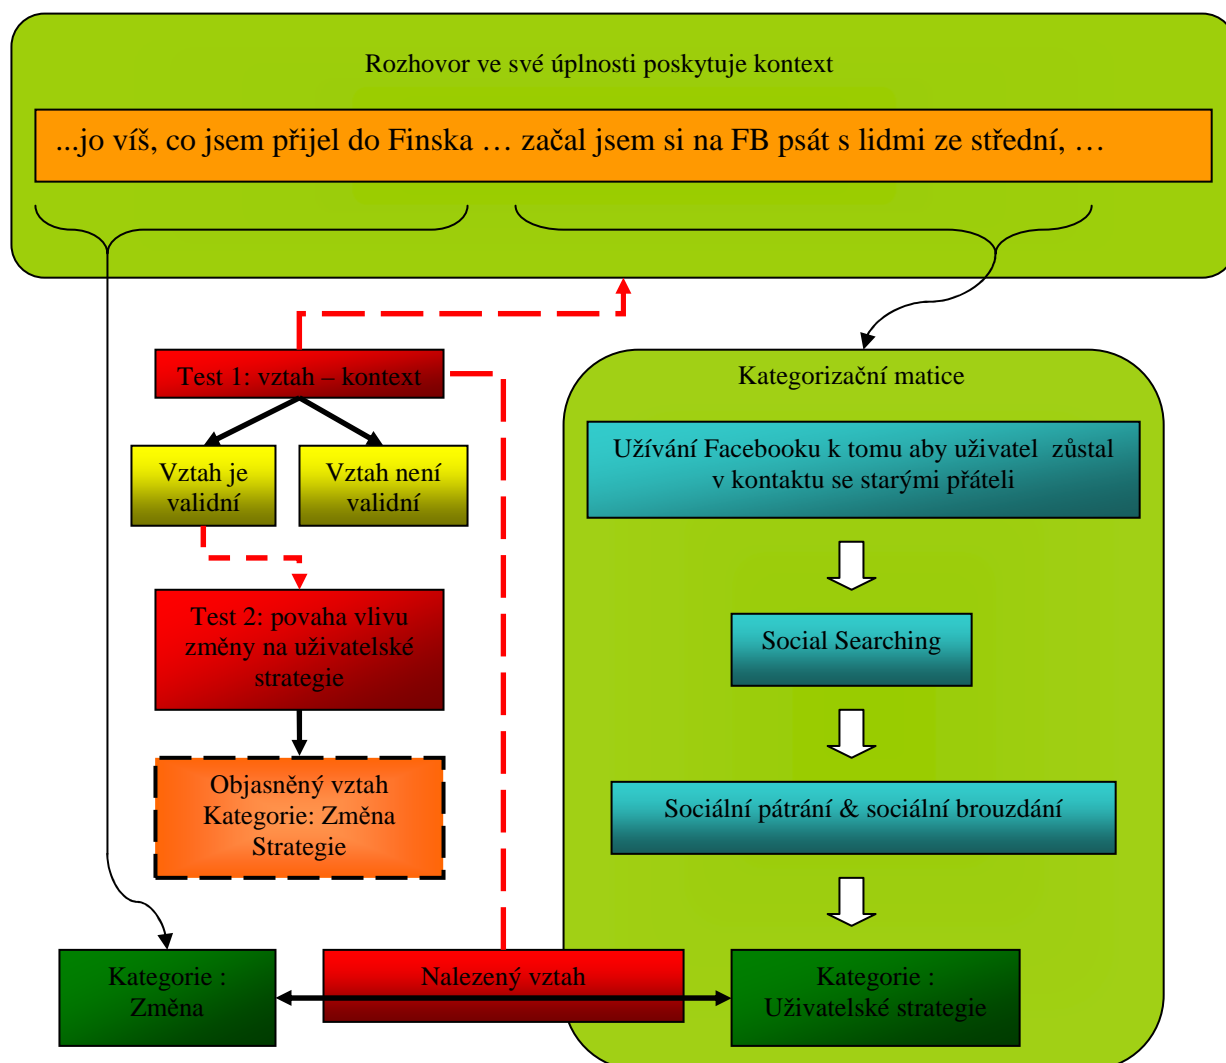 Rozhovor ve své úplnosti poskytuje kontext
...jo víš, co jsem přijel do Finska … začal jsem si na FB psát s lidmi ze střední, …
Test 1: vztah – kontext
Vztah je
validní
Vztah není
validní
Test 2: povaha vlivu
změny na uživatelské
strategie
Objasněný vztah
Kategorie: Změna
Strategie
Kategorizační matice
Užívání Facebooku k tomu aby uživatel zůstal
v kontaktu se starými přáteli
Social Searching
Sociální pátrání & sociální brouzdání
Kategorie :
Změna
Nalezený vztah
Kategorie :
Uživatelské strategie